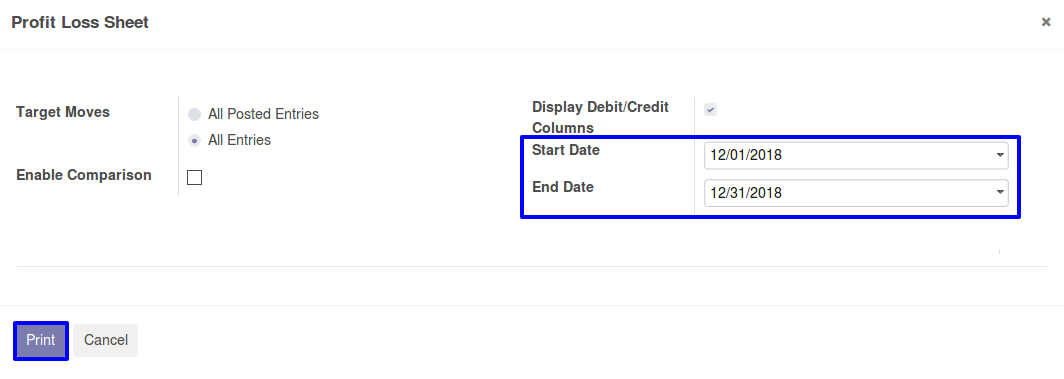 Profit Loss Sheet
Target Moves
All Posted Entries
All Entries
Enable Comparison
Display Debit/Credit
Columns
Start Date
12/01/2018
End Date
12/31/2018
Print
Cancel